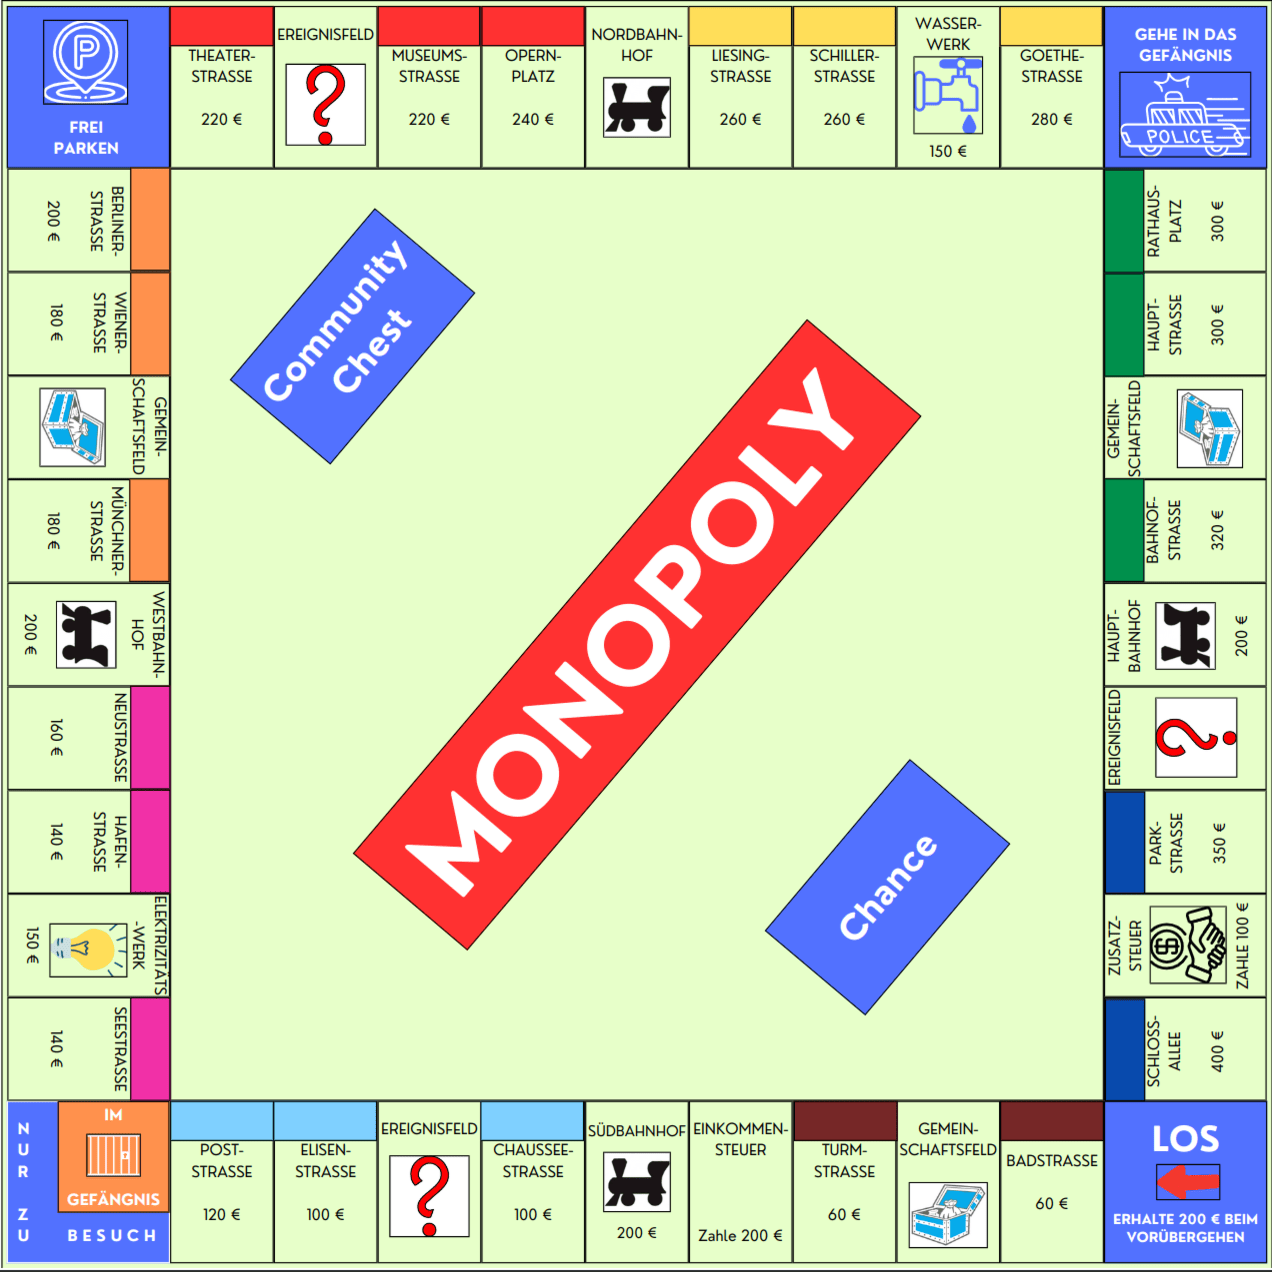 P
FREI
PARKEN
THEATER-
STRASSE
220 €
EREIGNISFELD
?
MUSEUMS-
STRASSE
220 €
OPERN-
PLATZ
240 €
NORDBAHN-
HOF
LIESING-
STRASSE
260 €
SCHILLER-
STRASSE
260 €
WASSER-
WERK
150 €
GOETHE-
STRASSE
280 €
GEHE IN DAS
GEFÄNGNIS
POLICE
BERLINER-
STRASSE
200 €
WIENER-
STRASSE
180 €
GEMEIN-
SCHAFTSFELD
MÜNCHNER-
STRASSE
180 €
WESTBAHN-
HOF
200 €
NEUSTRASSE
160 €
HAFEN-
STRASSE
140 €
ELEKTRIZITÄTS
-WERK
150 €
SEESTRASSE
140 €
Community
Chest
MONOPOLY
Chance
RATHAUS-
PLATZ
300 €
HAUPT-
STRASSE
300 €
GEMEIN-
SCHAFTSFELD
BAHNOF-
STRASSE
320 €
HAUPT-
BAHNHOF
200 €
EREIGNISFELD
?
PARK-
STRASSE
350 €
ZUSATZ-
STEUER
$
ZAHLE 100 €
SCHLOSS-
ALLEE
400 €
NUR ZU
BESUCH
IM
GEFÄNGNIS
POST-
STRASSE
120 €
ELISEN-
STRASSE
100 €
EREIGNISFELD
?
CHAUSSEE-
STRASSE
100 €
SÜDBAHNHOF
200 €
EINKOMMEN-
STEUER
Zahle 200 €
TURM-
STRASSE
60 €
GEMEIN-
SCHAFTSFELD
BADSTRASSE
60 €
LOS
ERHALTE 200 € BEIM
VORÜBERGEHEN